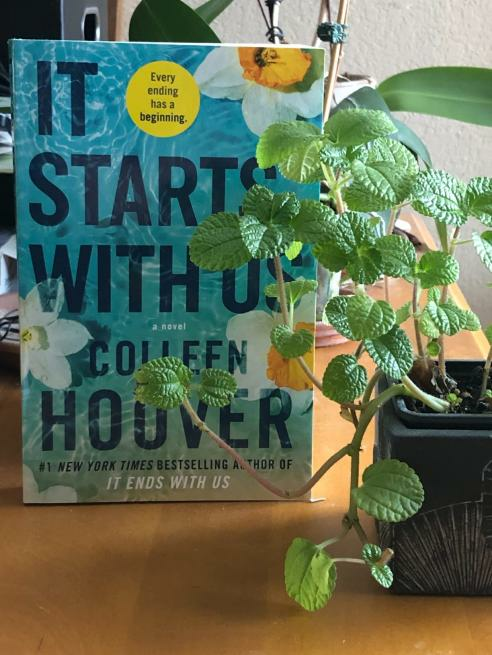 IT
Every
ending
has a
beginning.
STARTS
WITH US
a novel
COLLEEN
HOOVER
#1 NEW YORK TIMES BESTSELLING AUTHOR OF
IT ENDS WITH US